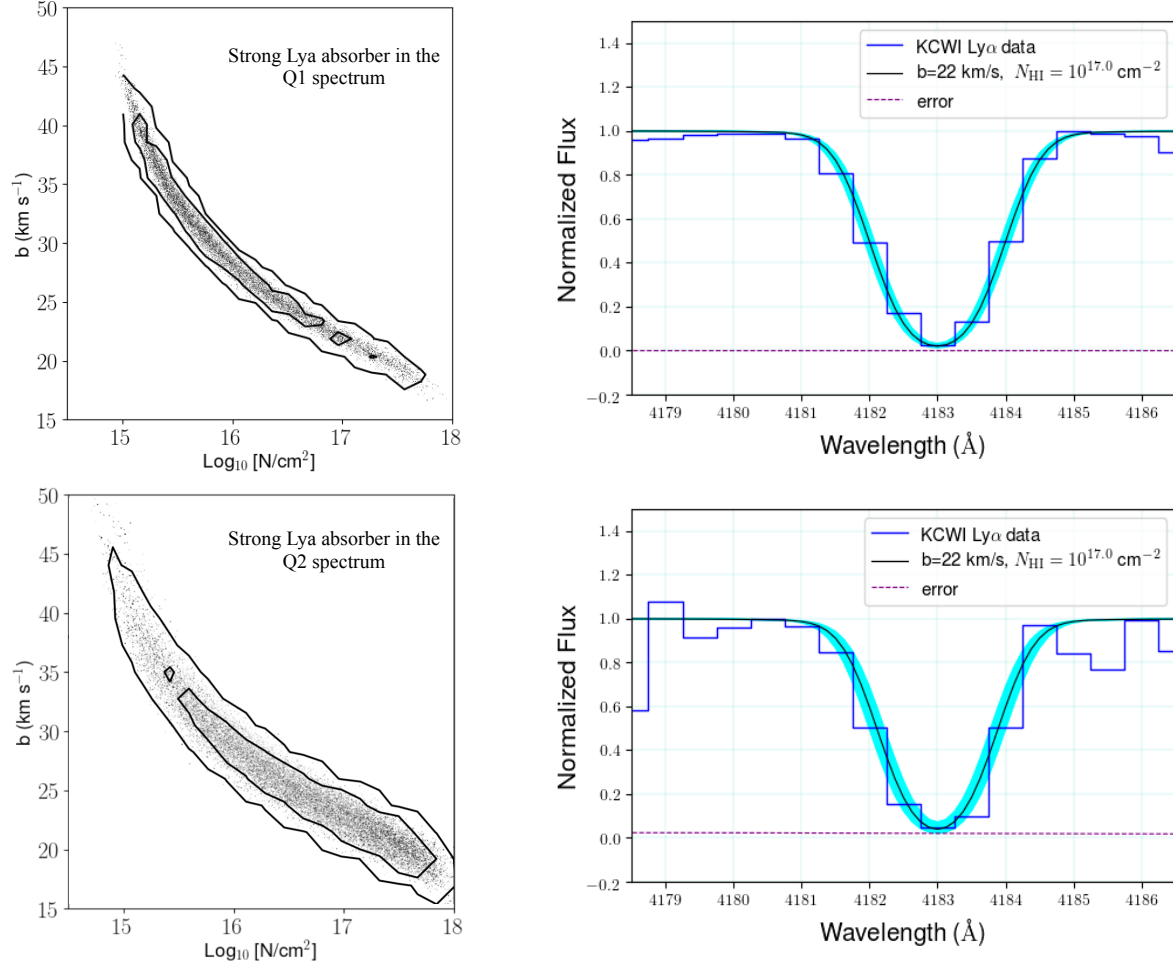 50
45
40
35
30
25
20
15
b (km s⁻¹)
Strong Lya absorber in the
Q1 spectrum
15 16 17 18
Log₁₀ [N/cm²]
1.4
1.2
1.0
0.8
0.6
0.4
0.2
0.0
−0.2
Normalized Flux
KCWI Lyα data
b=22 km/s, N_HI = 10^17.0 cm⁻²
error
4179 4180 4181 4182 4183 4184 4185 4186
Wavelength (Å)
50
45
40
35
30
25
20
15
b (km s⁻¹)
Strong Lya absorber in the
Q2 spectrum
15 16 17 18
Log₁₀ [N/cm²]
1.4
1.2
1.0
0.8
0.6
0.4
0.2
0.0
−0.2
Normalized Flux
KCWI Lyα data
b=22 km/s, N_HI = 10^17.0 cm⁻²
error
4179 4180 4181 4182 4183 4184 4185 4186
Wavelength (Å)